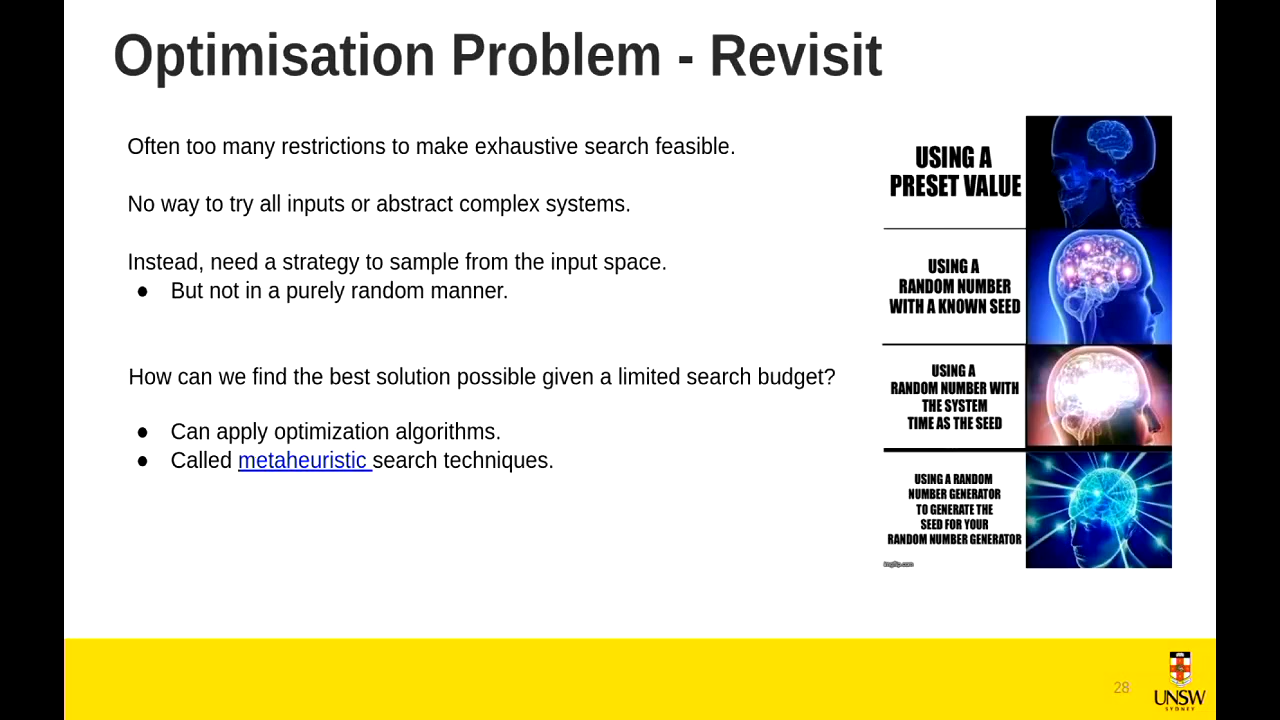 Optimisation Problem - Revisit
Often too many restrictions to make exhaustive search feasible.
No way to try all inputs or abstract complex systems.
Instead, need a strategy to sample from the input space.
● But not in a purely random manner.
How can we find the best solution possible given a limited search budget?
● Can apply optimization algorithms.
● Called metaheuristic search techniques.
USING A
PRESET VALUE
USING A
RANDOM NUMBER
WITH A KNOWN SEED
USING A
RANDOM NUMBER WITH
THE SYSTEM
TIME AS THE SEED
USING A RANDOM
NUMBER GENERATOR
TO GENERATE THE
SEED FOR YOUR
RANDOM NUMBER GENERATOR
imgflip.com
28
UNSW
SYDNEY